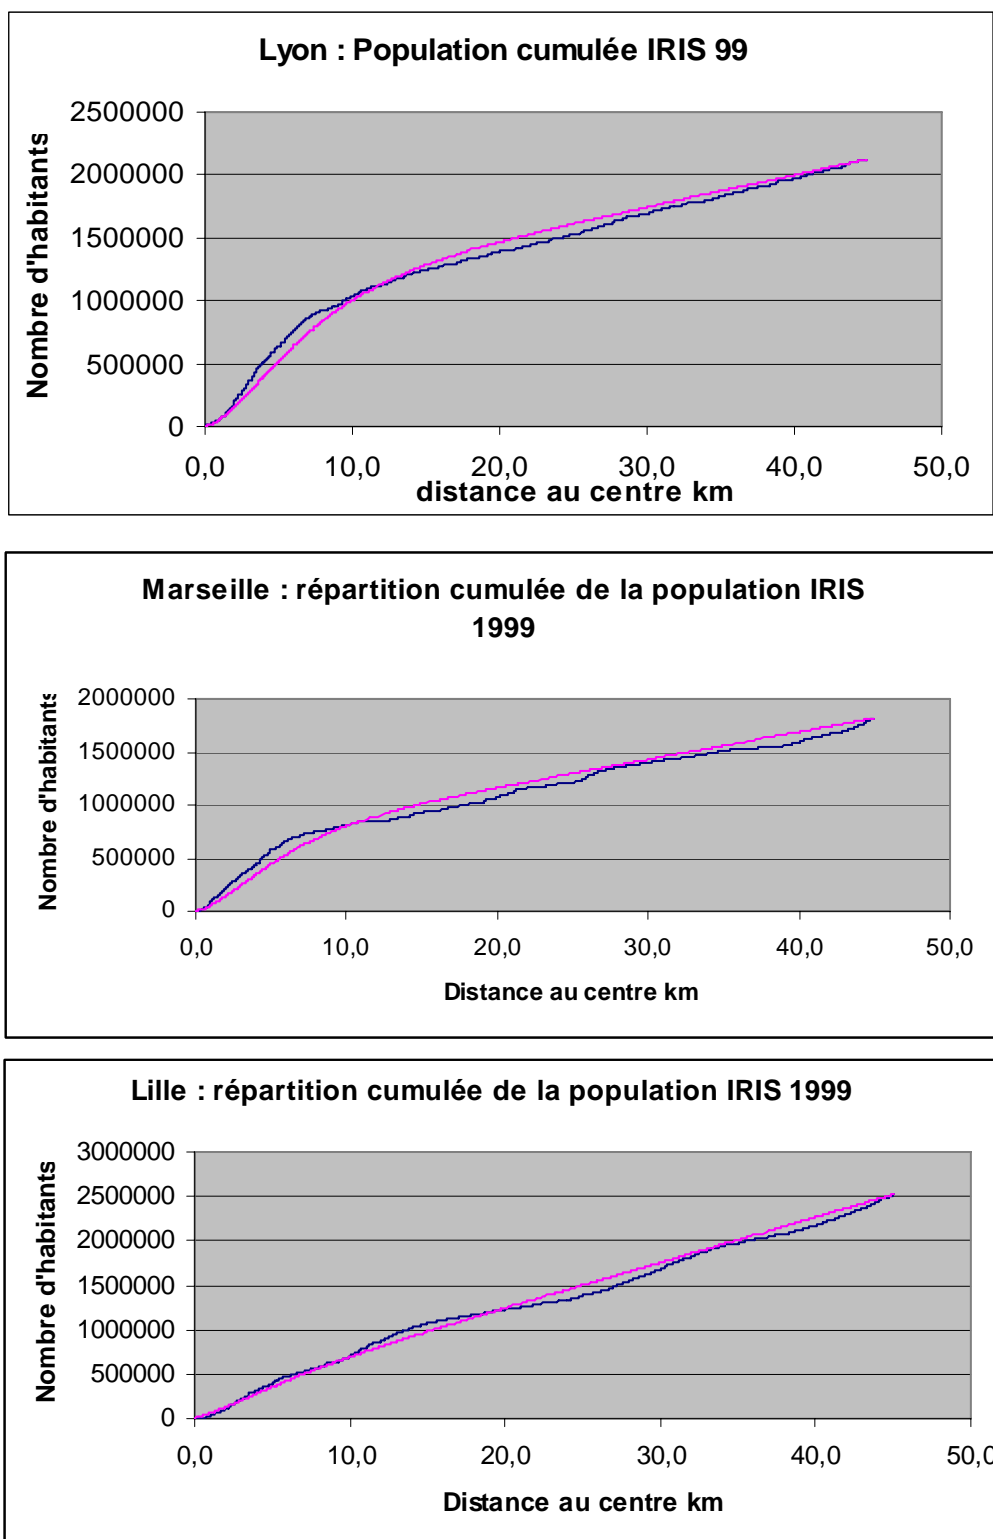 Lyon : Population cumulée IRIS 99
Nombre d'habitants
2500000
2000000
1500000
1000000
500000
0
0,0 10,0 20,0 30,0 40,0 50,0
distance au centre km
Marseille : répartition cumulée de la population IRIS
1999
Nombre d'habitants
2000000
1500000
1000000
500000
0
0,0 10,0 20,0 30,0 40,0 50,0
Distance au centre km
Lille : répartition cumulée de la population IRIS 1999
Nombre d'habitants
3000000
2500000
2000000
1500000
1000000
500000
0
0,0 10,0 20,0 30,0 40,0 50,0
Distance au centre km